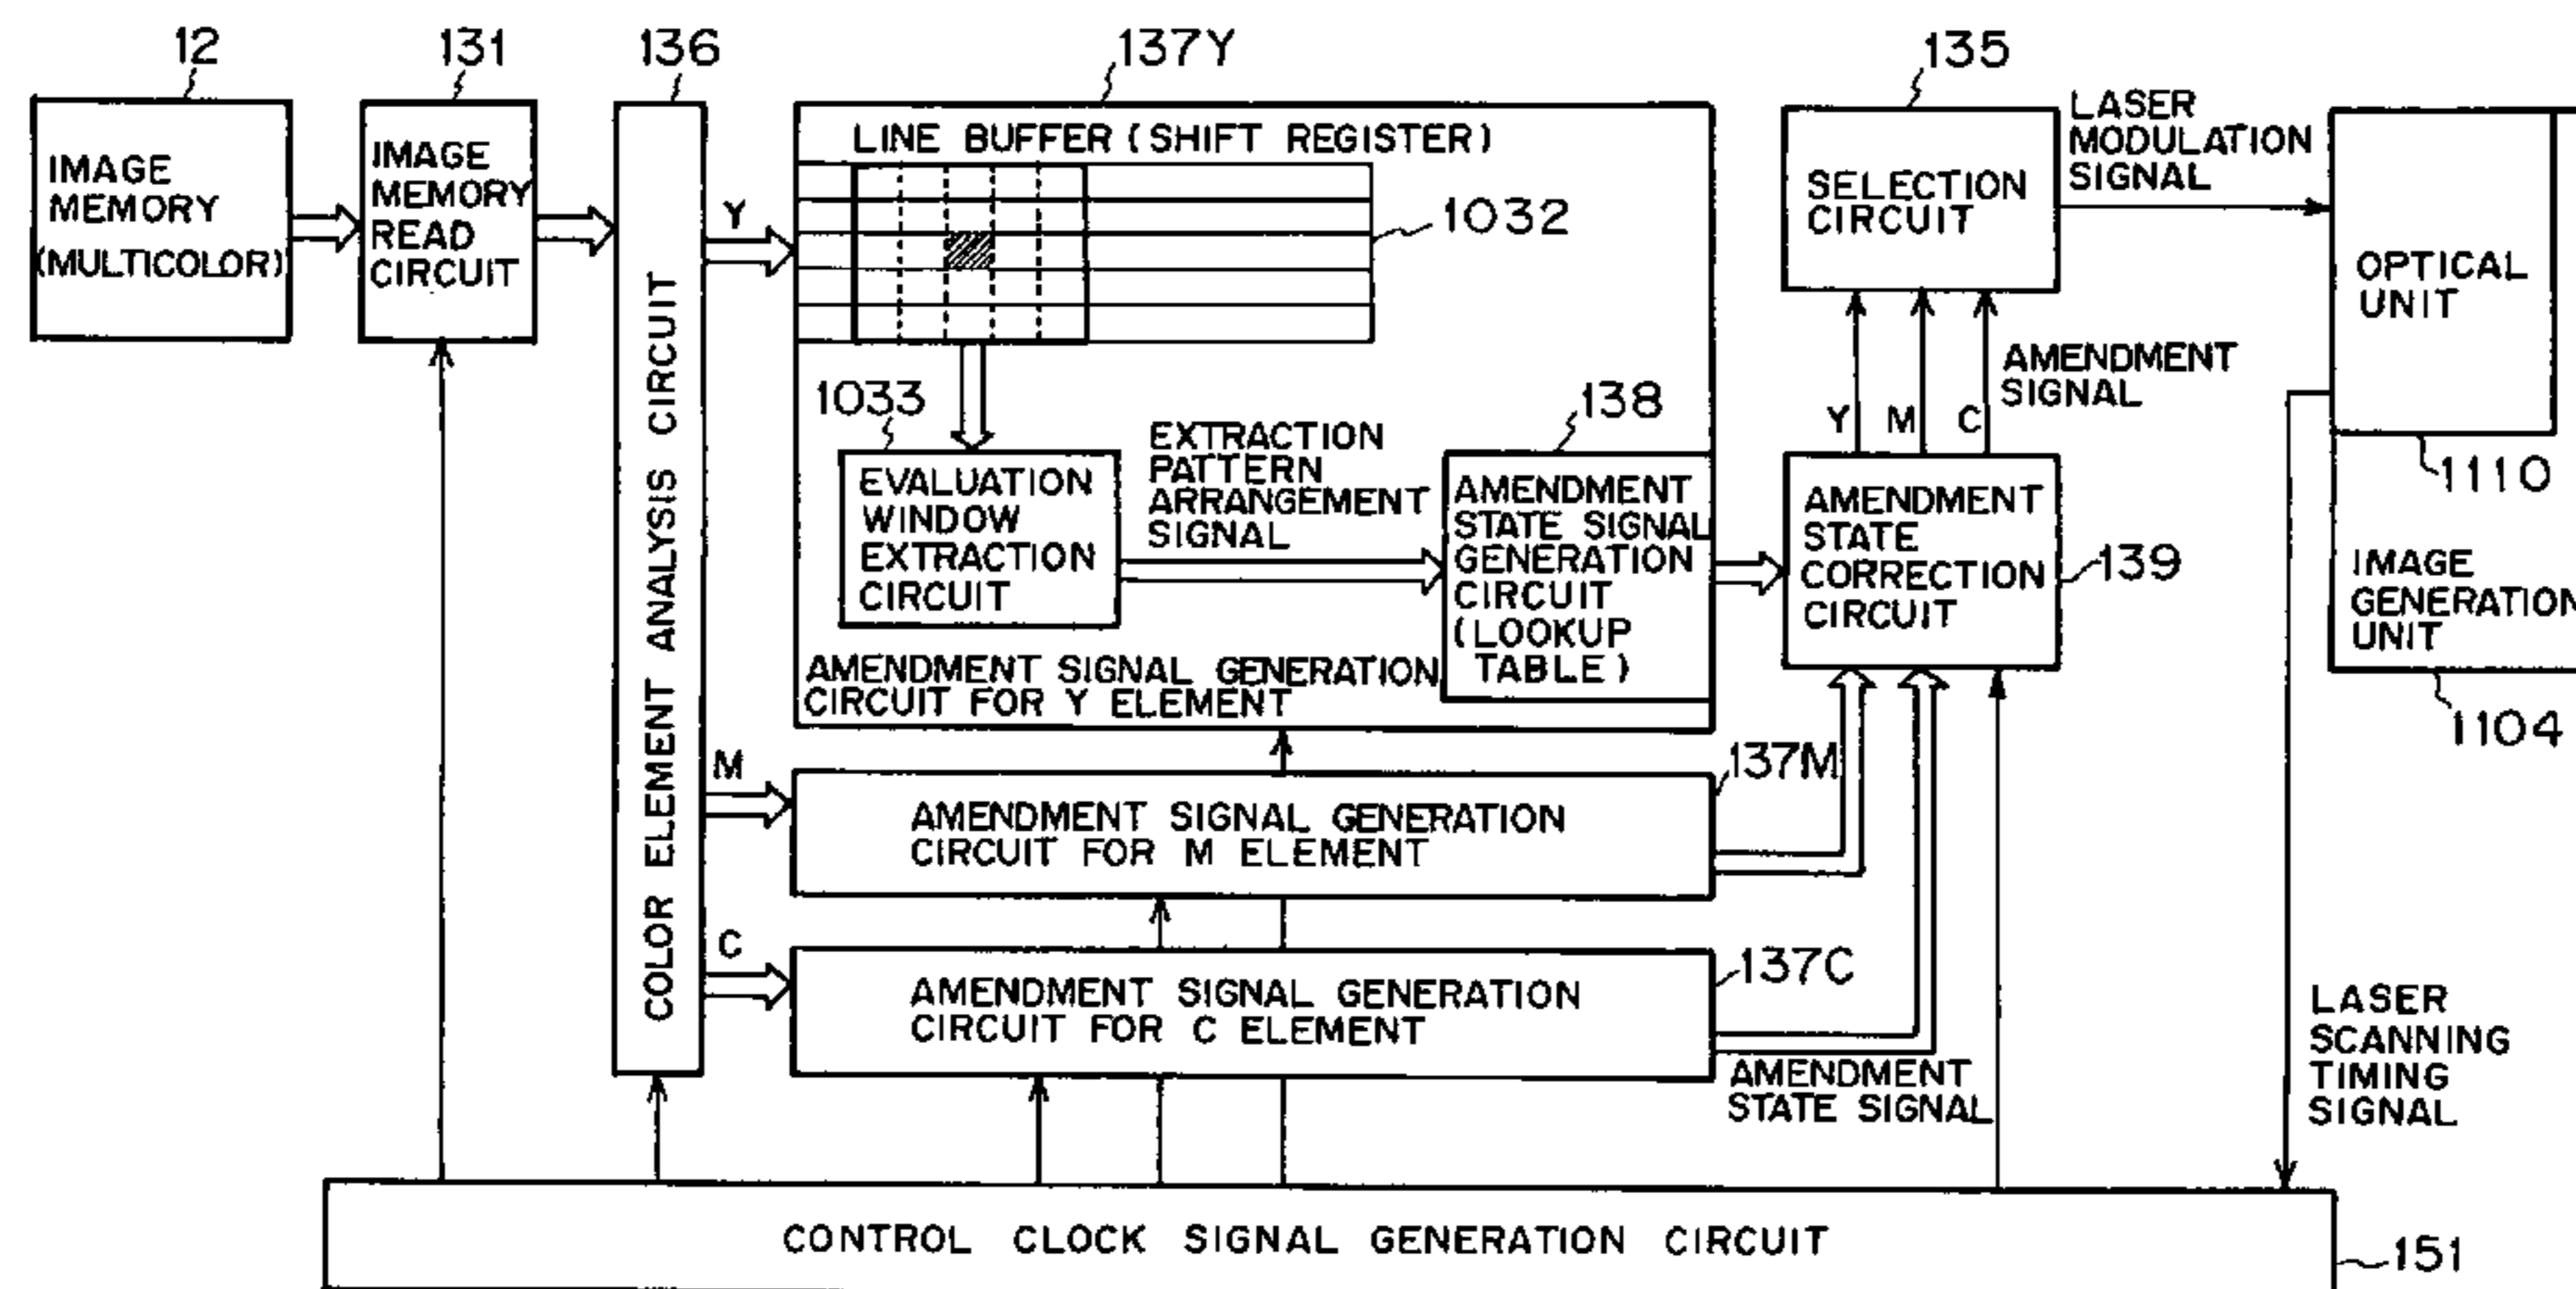 12
131
136
137Y
135
IMAGE
MEMORY
(MULTICOLOR)
IMAGE
MEMORY
READ
CIRCUIT
COLOR ELEMENT ANALYSIS CIRCUIT
Y
LINE BUFFER (SHIFT REGISTER)
1032
1033
EVALUATION
WINDOW
EXTRACTION
CIRCUIT
EXTRACTION
PATTERN
ARRANGEMENT
SIGNAL
138
AMENDMENT
STATE SIGNAL
GENERATION
CIRCUIT
(LOOKUP
TABLE)
AMENDMENT SIGNAL GENERATION
CIRCUIT FOR Y ELEMENT
SELECTION
CIRCUIT
LASER
MODULATION
SIGNAL
OPTICAL
UNIT
AMENDMENT
SIGNAL
Y M C
1110
AMENDMENT
STATE
CORRECTION
CIRCUIT
139
IMAGE
GENERATION
UNIT
1104
M
137M
AMENDMENT SIGNAL GENERATION
CIRCUIT FOR M ELEMENT
C
137C
AMENDMENT SIGNAL GENERATION
CIRCUIT FOR C ELEMENT
AMENDMENT
STATE SIGNAL
LASER
SCANNING
TIMING
SIGNAL
CONTROL CLOCK SIGNAL GENERATION CIRCUIT
151